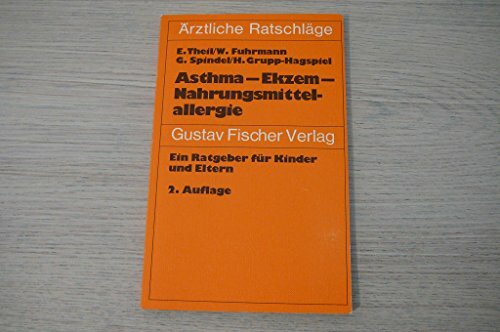 Ärztliche Ratschläge
E. Theil/W. Fuhrmann
G. Spindel/H. Grupp-Hagspiel
Asthma – Ekzem –
Nahrungsmittel-
allergie
Gustav Fischer Verlag
Ein Ratgeber für Kinder
und Eltern
2. Auflage